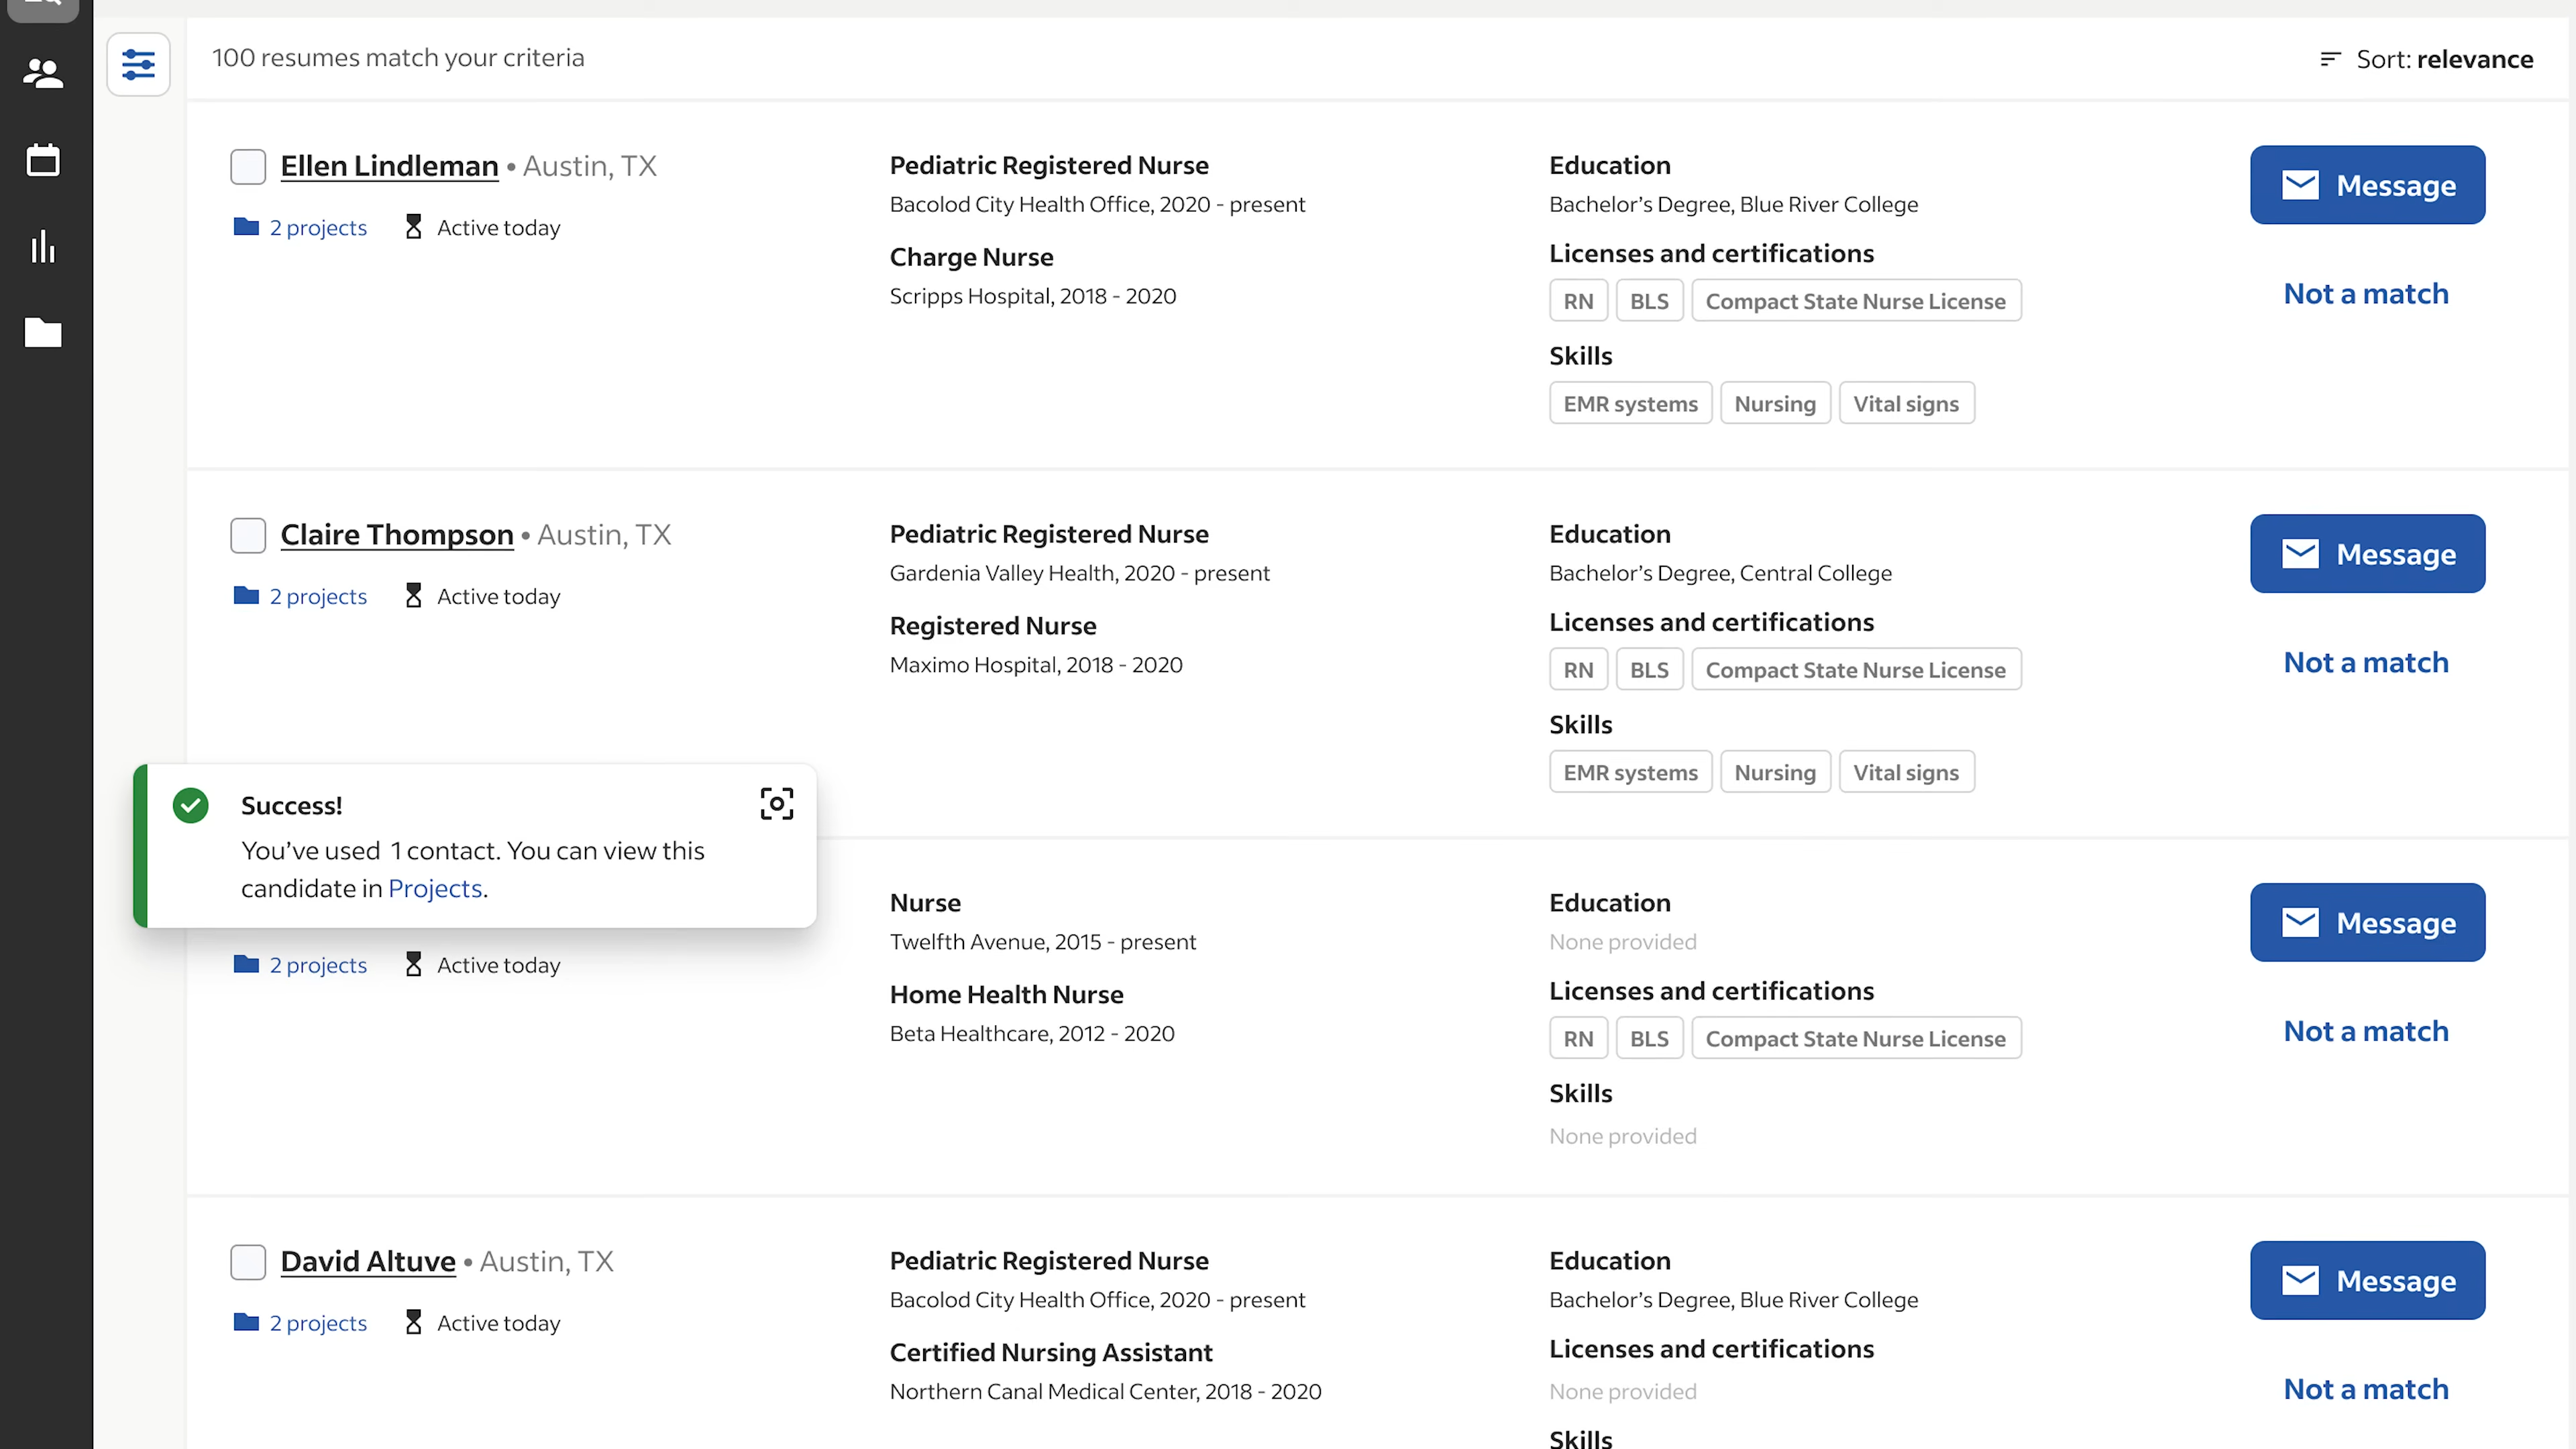 100 resumes match your criteria
Sort: relevance
Ellen Lindleman • Austin, TX
2 projects Active today
Pediatric Registered Nurse
Bacolod City Health Office, 2020 - present
Charge Nurse
Scripps Hospital, 2018 - 2020
Education
Bachelor’s Degree, Blue River College
Licenses and certifications
RN BLS Compact State Nurse License
Skills
EMR systems Nursing Vital signs
Message
Not a match
Claire Thompson • Austin, TX
2 projects Active today
Pediatric Registered Nurse
Gardenia Valley Health, 2020 - present
Registered Nurse
Maximo Hospital, 2018 - 2020
Education
Bachelor’s Degree, Central College
Licenses and certifications
RN BLS Compact State Nurse License
Skills
EMR systems Nursing Vital signs
Message
Not a match
Success!
You’ve used 1 contact. You can view this
candidate in Projects.
2 projects Active today
Nurse
Twelfth Avenue, 2015 - present
Home Health Nurse
Beta Healthcare, 2012 - 2020
Education
None provided
Licenses and certifications
RN BLS Compact State Nurse License
Skills
None provided
Message
Not a match
David Altuve • Austin, TX
2 projects Active today
Pediatric Registered Nurse
Bacolod City Health Office, 2020 - present
Certified Nursing Assistant
Northern Canal Medical Center, 2018 - 2020
Education
Bachelor’s Degree, Blue River College
Licenses and certifications
None provided
Skills
Message
Not a match